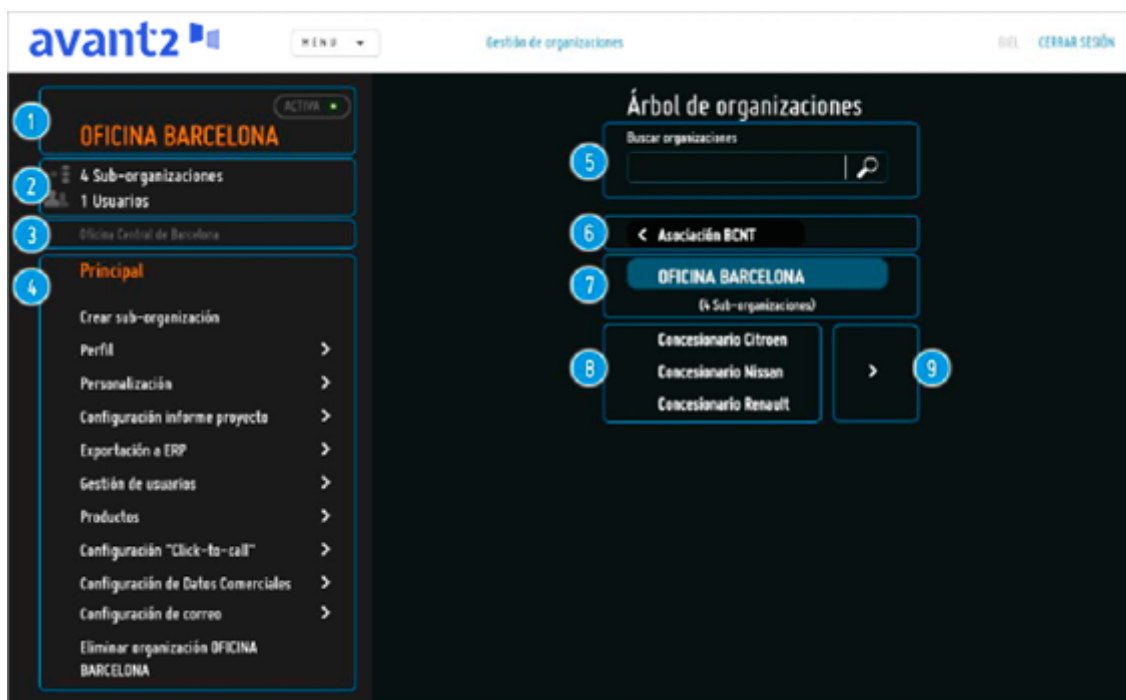 avant2
MENU
Gestión de organizaciones
BIEL
CERRAR SESIÓN
1
ACTIVA
OFICINA BARCELONA
2
4 Sub-organizaciones
1 Usuarios
3
Oficina Central de Barcelona
4
Principal
Crear sub-organización
Perfil
Personalización
Configuración informe proyecto
Exportación a ERP
Gestión de usuarios
Productos
Configuración "Click-to-call"
Configuración de Datos Comerciales
Configuración de correo
Eliminar organización OFICINA
BARCELONA
Árbol de organizaciones
5
Buscar organizaciones
6
< Asociación BCNT
7
OFICINA BARCELONA
(4 Sub-organizaciones)
8
Concesionario Citroen
Concesionario Nissan
Concesionario Renault
9